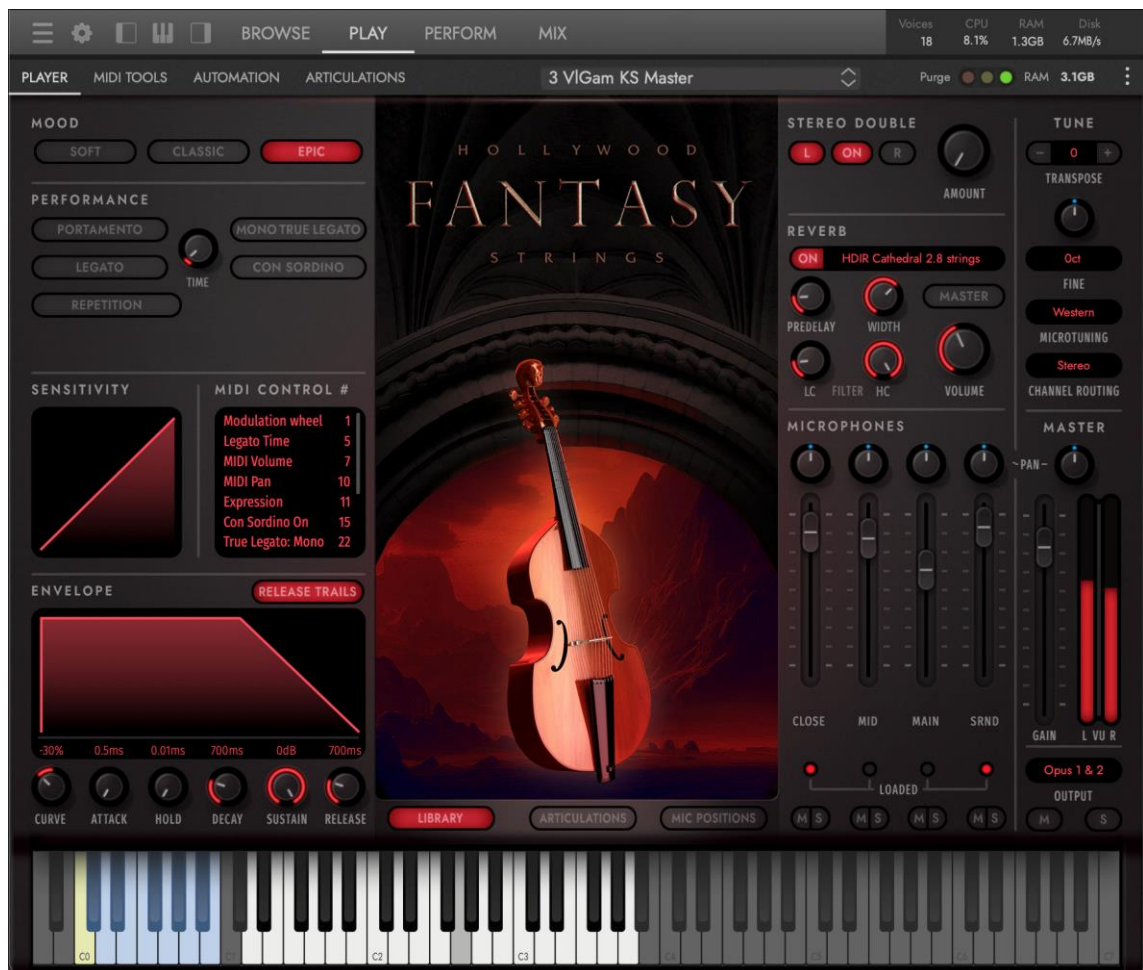 BROWSE PLAY PERFORM MIX
Voices CPU RAM Disk
18 8.1% 1.3GB 6.7MB/s
PLAYER MIDI TOOLS AUTOMATION ARTICULATIONS
3 VlGam KS Master
Purge RAM 3.1GB
MOOD
SOFT CLASSIC EPIC
PERFORMANCE
PORTAMENTO
MONO TRUE LEGATO
LEGATO
TIME
CON SORDINO
REPETITION
SENSITIVITY
MIDI CONTROL #
Modulation wheel 1
Legato Time 5
MIDI Volume 7
MIDI Pan 10
Expression 11
Con Sordino On 15
True Legato: Mono 22
ENVELOPE
RELEASE TRAILS
-30% 0.5ms 0.01ms 700ms 0dB 700ms
CURVE ATTACK HOLD DECAY SUSTAIN RELEASE
HOLLYWOOD
FANTASY
STRINGS
LIBRARY ARTICULATIONS MIC POSITIONS
STEREO DOUBLE
L ON R
AMOUNT
REVERB
ON HDIR Cathedral 2.8 strings
PREDELAY WIDTH
MASTER
LC FILTER HC
VOLUME
MICROPHONES
~PAN-
CLOSE MID MAIN SRND
LOADED
M S M S M S M S
TUNE
- 0 +
TRANSPOSE
0ct
FINE
Western
MICROTUNING
Stereo
CHANNEL ROUTING
MASTER
GAIN L VU R
Opus 1 & 2
OUTPUT
M S
C0 C1 C2 C3 C4 C5 C6 C7